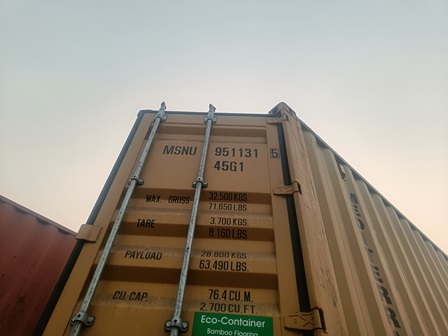 MSNU 951131 5
45G1
MAX. GROSS 32.500 KGS.
71.650 LBS.
TARE 3.700 KGS
8.160 LBS.
PAYLOAD 28.800 KGS
63.490 LBS.
CU. CAP. 76.4 CU.M.
2.700 CU.FT.
Eco-Container
Bamboo Flooring